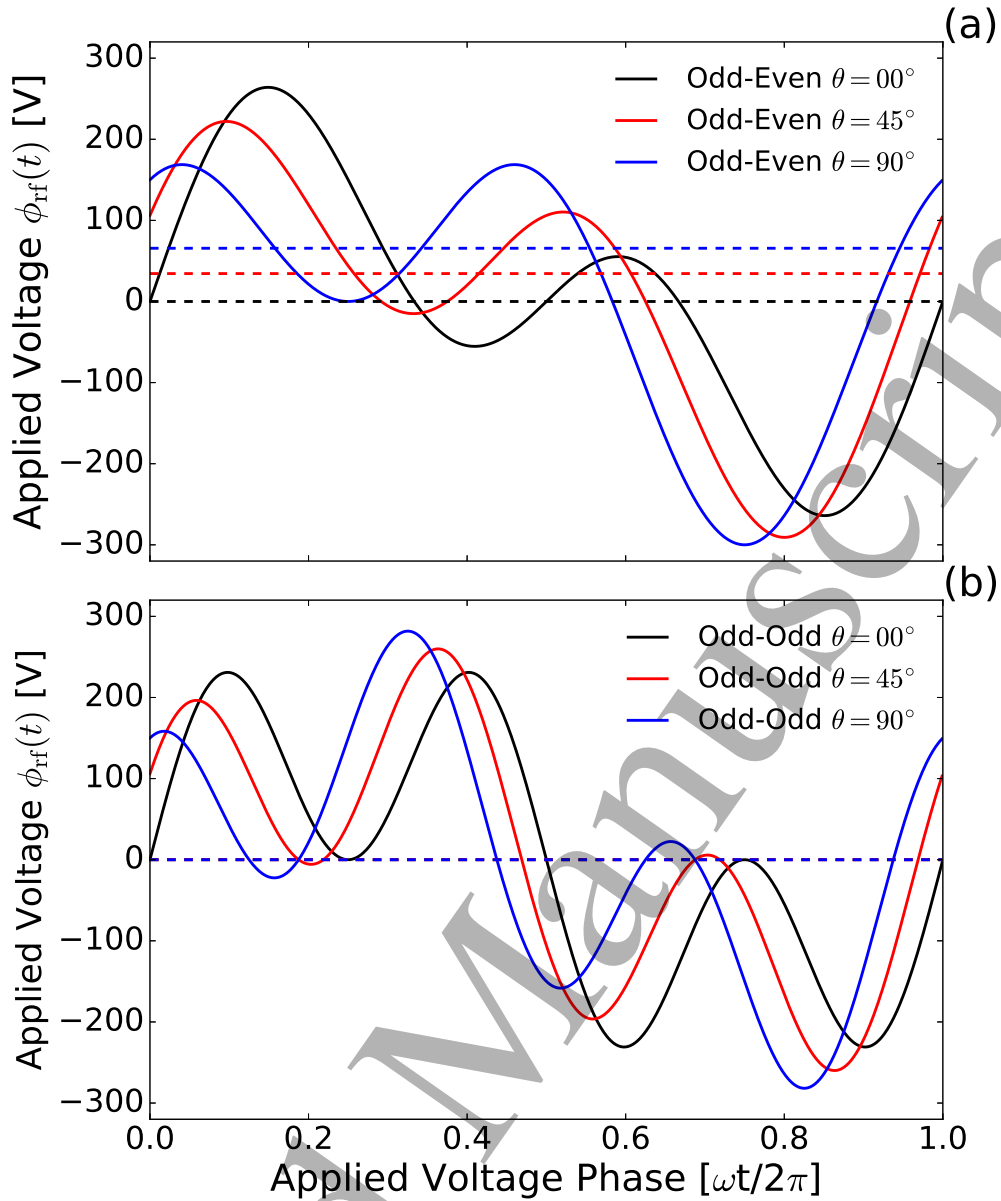 (a)
300
200
100
0
−100
−200
−300
Applied Voltage ϕrf(t) [V]
Odd-Even θ = 00°
Odd-Even θ = 45°
Odd-Even θ = 90°
(b)
300
200
100
0
−100
−200
−300
Applied Voltage ϕrf(t) [V]
Odd-Odd θ = 00°
Odd-Odd θ = 45°
Odd-Odd θ = 90°
0.0 0.2 0.4 0.6 0.8 1.0
Applied Voltage Phase [ωt/2π]
Manuscrip